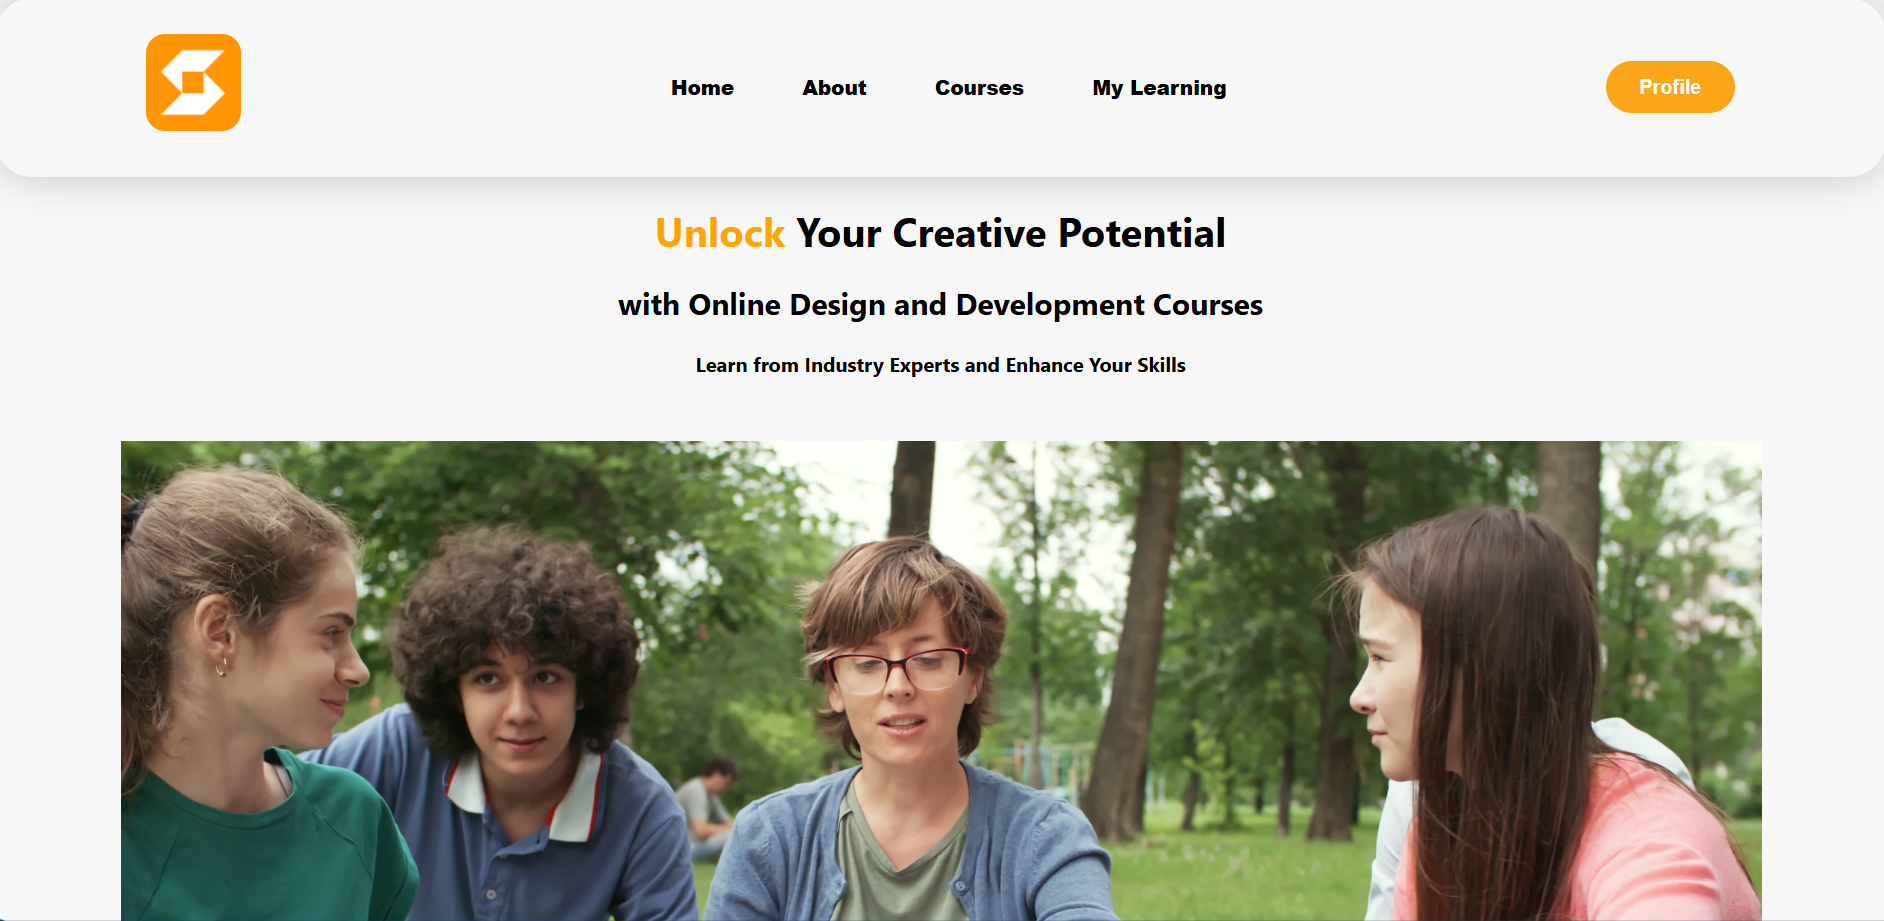 Home About Courses My Learning Profile
Unlock Your Creative Potential
with Online Design and Development Courses
Learn from Industry Experts and Enhance Your Skills